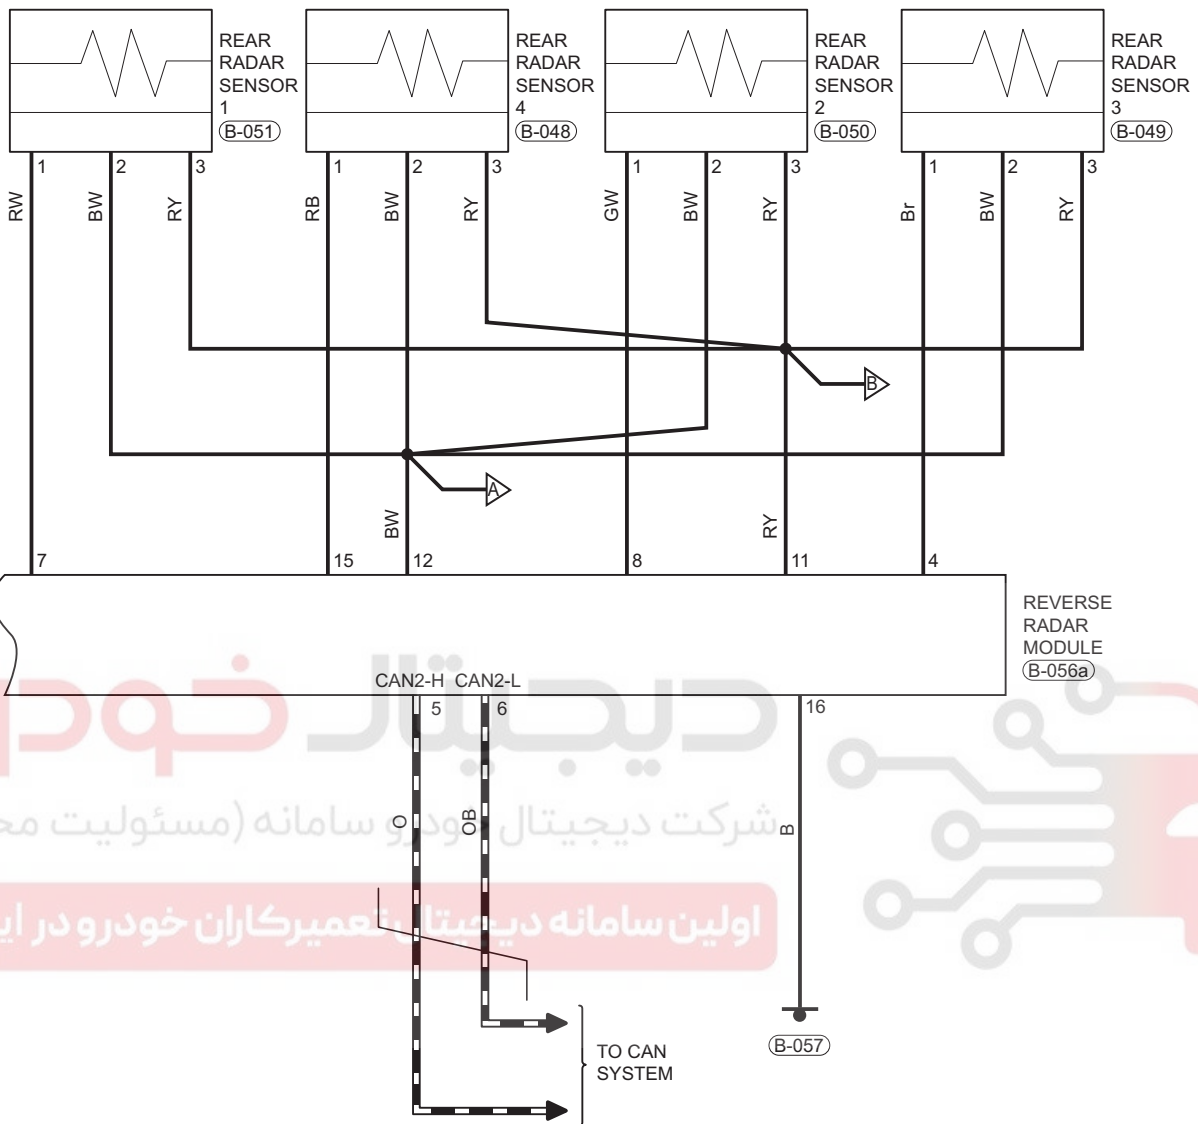 REAR
RADAR
SENSOR
1
B-051
REAR
RADAR
SENSOR
4
B-048
REAR
RADAR
SENSOR
2
B-050
REAR
RADAR
SENSOR
3
B-049
1 2 3 1 2 3 1 2 3 1 2 3
RW BW RY RB BW RY GW BW RY Br BW RY
B
A
BW RY
7 15 12 8 11 4
REVERSE
RADAR
MODULE
B-056a
CAN2-H CAN2-L
5 6 16
دیجیتال خودرو
شرکت دیجیتال خودرو سامانه (مسئولیت
O OB B
اولین سامانه دیجیتال تعمیرکاران خودرو در
B-057
TO CAN
SYSTEM